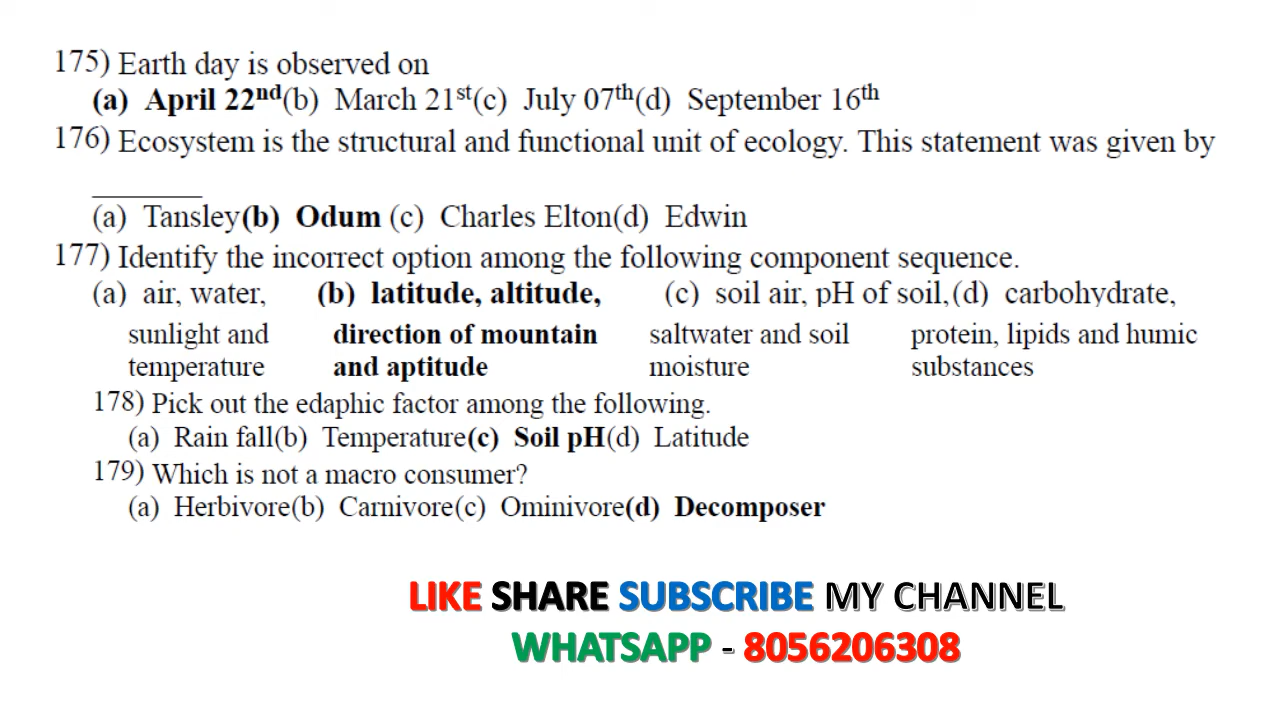 175) Earth day is observed on
(a) April 22nd(b) March 21st(c) July 07th(d) September 16th
176) Ecosystem is the structural and functional unit of ecology. This statement was given by
________
(a) Tansley(b) Odum (c) Charles Elton(d) Edwin
177) Identify the incorrect option among the following component sequence.
(a) air, water, (b) latitude, altitude, (c) soil air, pH of soil,(d) carbohydrate,
sunlight and direction of mountain saltwater and soil protein, lipids and humic
temperature and aptitude moisture substances
178) Pick out the edaphic factor among the following.
(a) Rain fall(b) Temperature(c) Soil pH(d) Latitude
179) Which is not a macro consumer?
(a) Herbivore(b) Carnivore(c) Ominivore(d) Decomposer
LIKE SHARE SUBSCRIBE MY CHANNEL
WHATSAPP - 8056206308